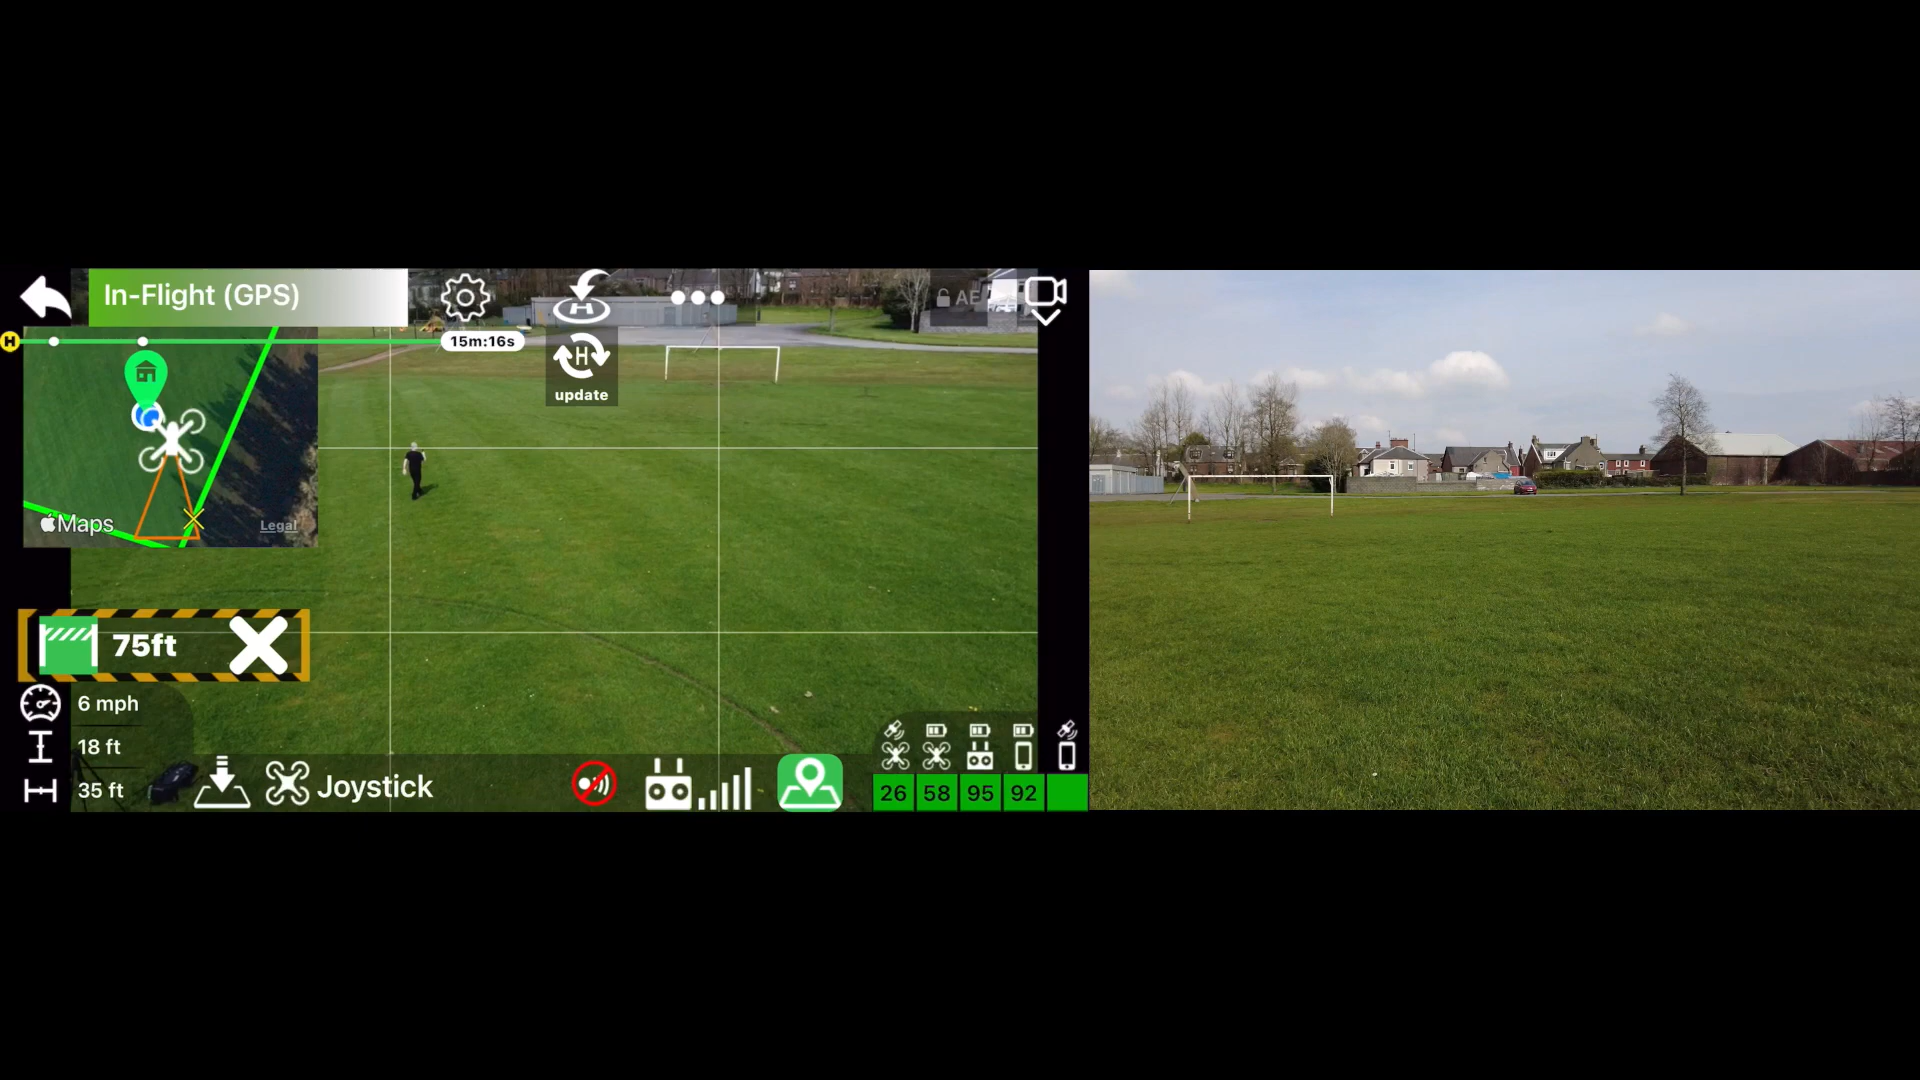 In-Flight (GPS)
AE
H
15m:16s
H
H
update
Maps
Legal
75ft
6 mph
18 ft
35 ft
Joystick
26 58 95 92